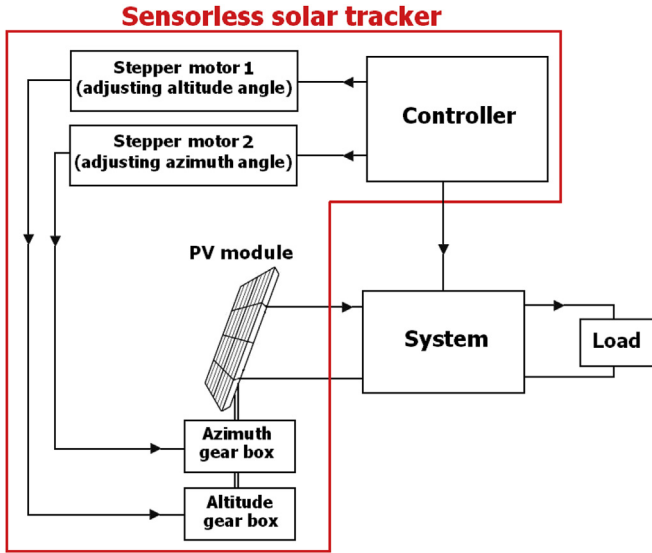 Sensorless solar tracker
Stepper motor 1
(adjusting altitude angle)
Controller
Stepper motor 2
(adjusting azimuth angle)
PV module
System
Load
Azimuth
gear box
Altitude
gear box